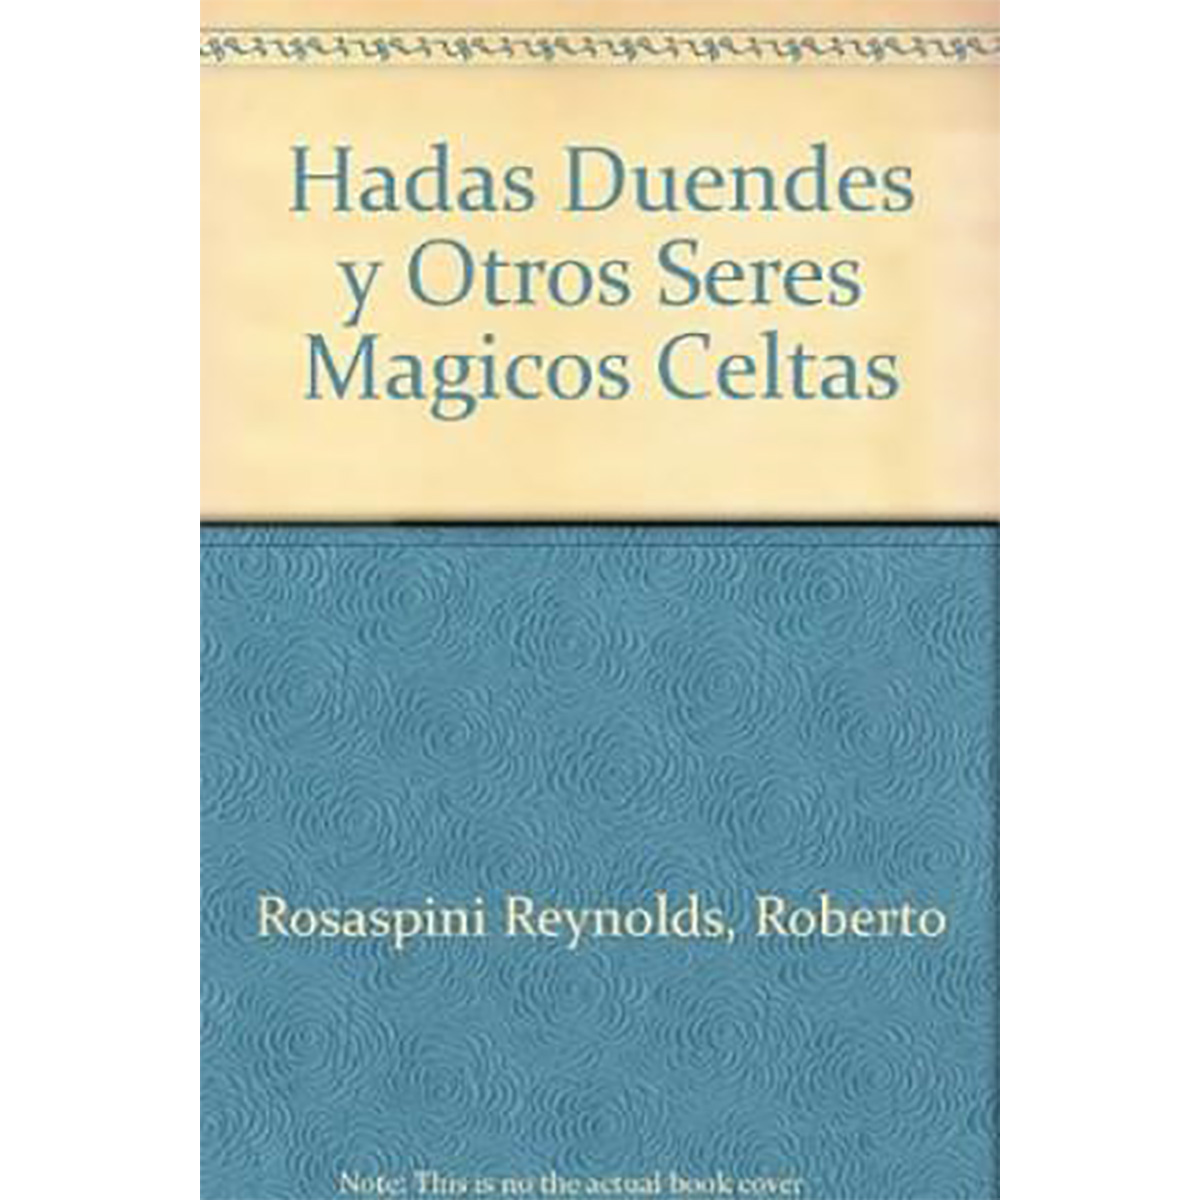 Hadas Duendes
y Otros Seres
Magicos Celtas
Rosaspini Reynolds, Roberto
Note: This is no the actual book cover